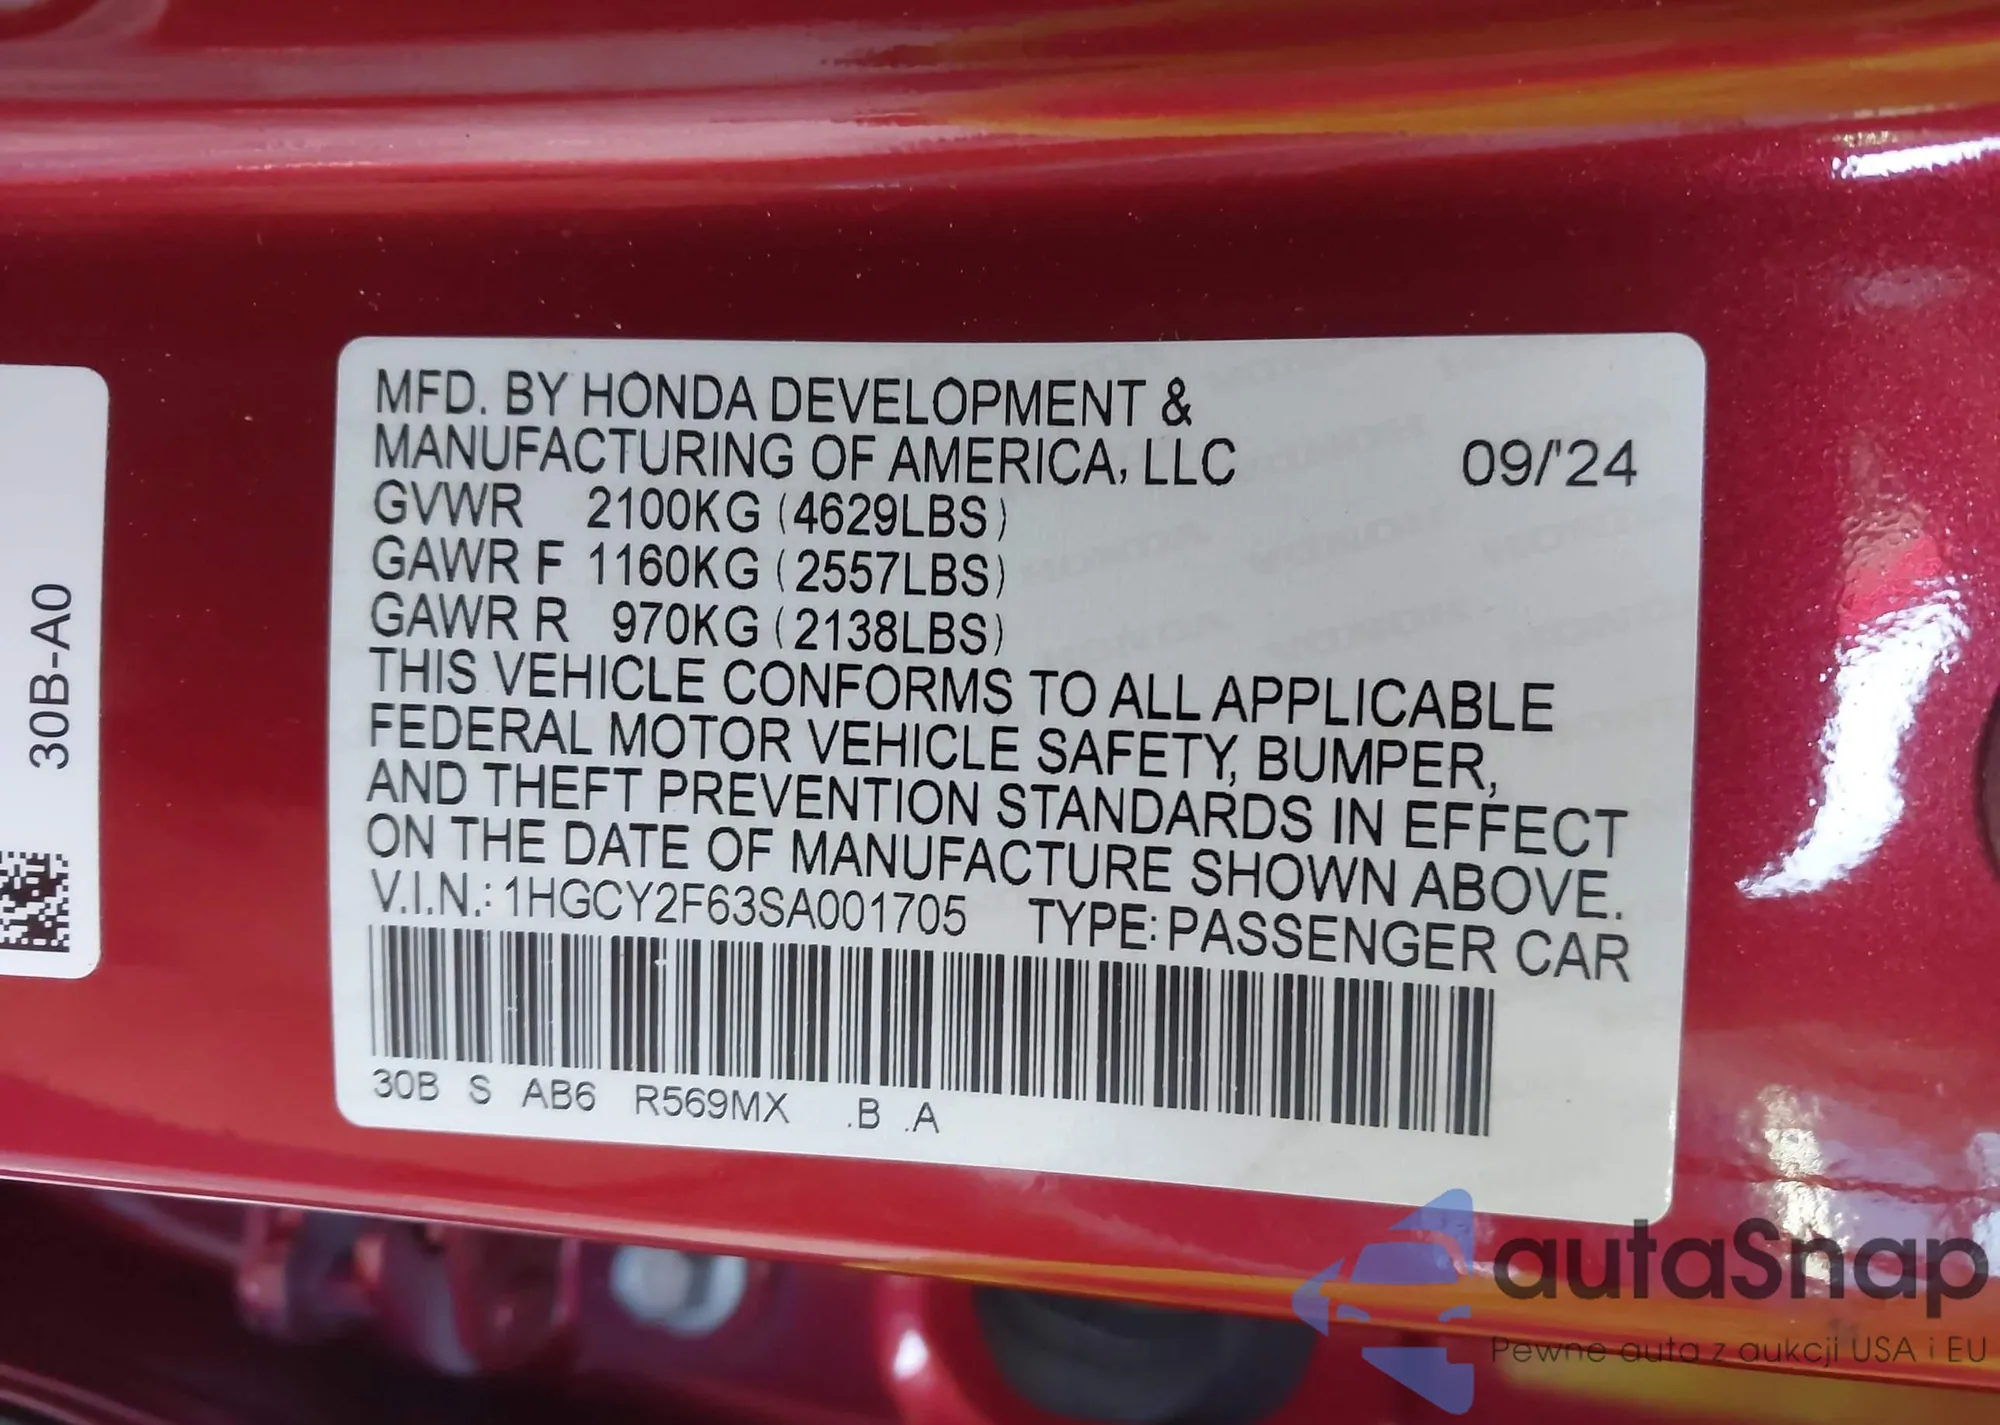 MFD. BY HONDA DEVELOPMENT &
MANUFACTURING OF AMERICA, LLC 09/'24
GVWR 2100KG (4629LBS)
GAWR F 1160KG (2557LBS)
GAWR R 970KG (2138LBS)
THIS VEHICLE CONFORMS TO ALL APPLICABLE
FEDERAL MOTOR VEHICLE SAFETY, BUMPER,
AND THEFT PREVENTION STANDARDS IN EFFECT
ON THE DATE OF MANUFACTURE SHOWN ABOVE.
V.I.N.: 1HGCY2F63SA001705 TYPE: PASSENGER CAR
30B S AB6 R569MX .B .A
30B-A0
autaSnap
Pewne auta z aukcji USA i EU